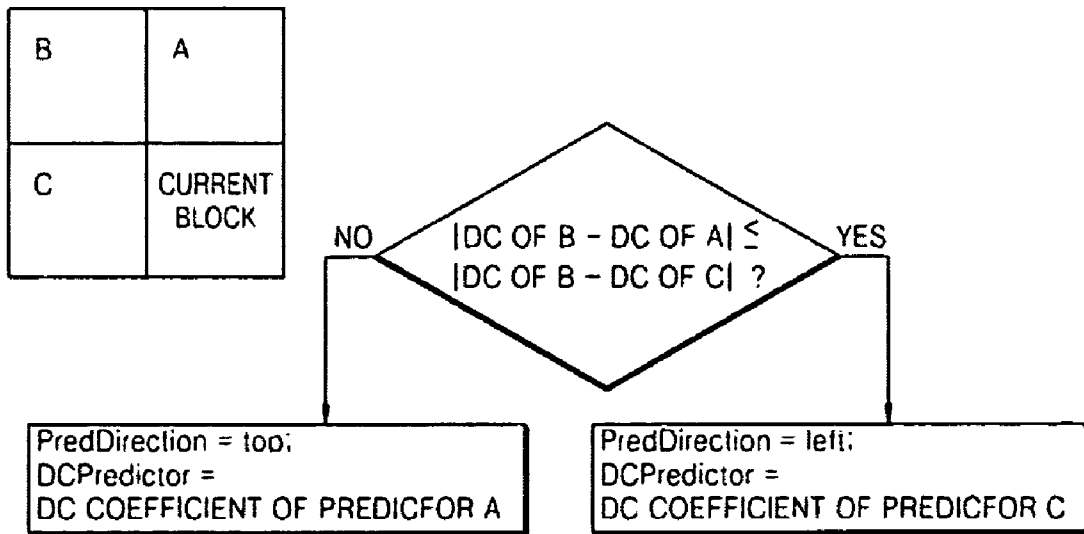 B
A
C
CURRENT
BLOCK
NO
|DC OF B - DC OF A| ≤
|DC OF B - DC OF C| ?
YES
PredDirection = top;
DCPredictor =
DC COEFFICIENT OF PREDICFOR A
PredDirection = left;
DCPredictor =
DC COEFFICIENT OF PREDICFOR C